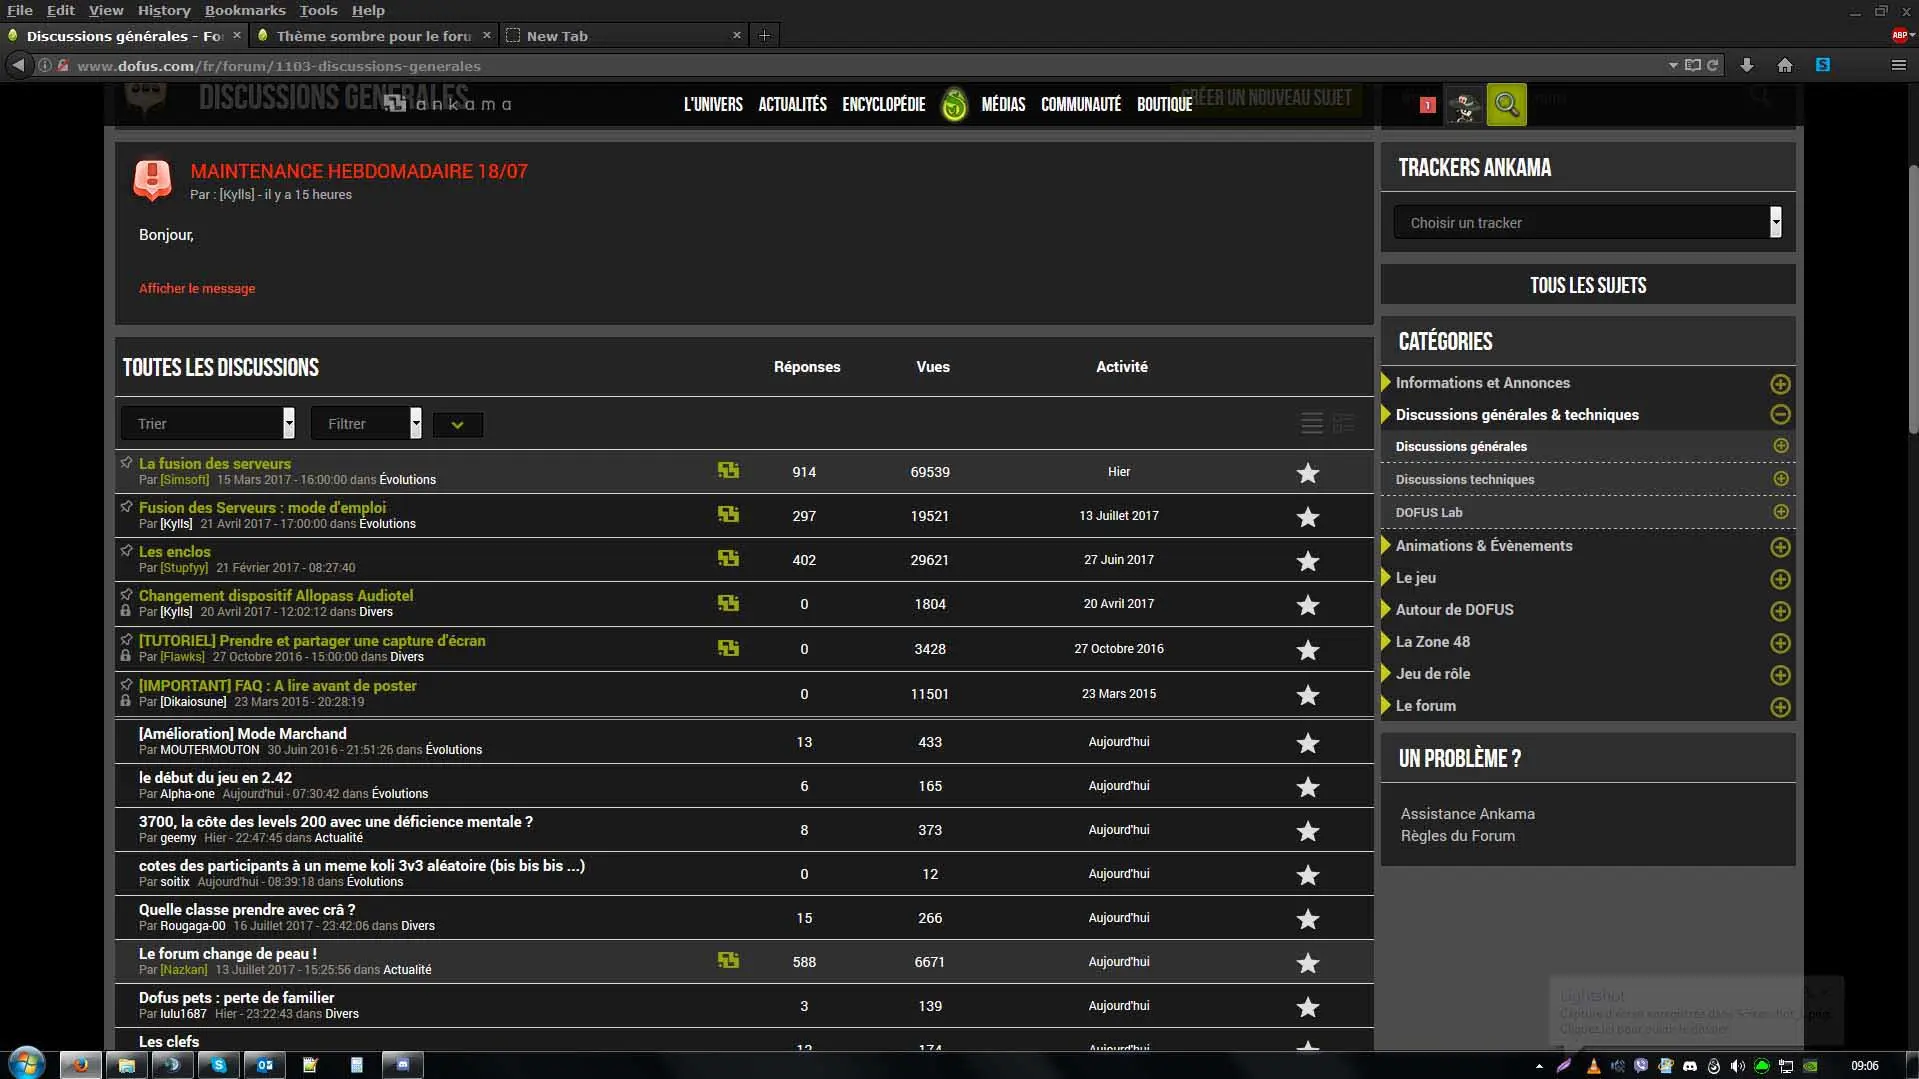 File Edit View History Bookmarks Tools Help
Discussions générales - Fo
Thème sombre pour le foru
New Tab
ABP
www.dofus.com/fr/forum/1103-discussions-generales
DISCUSSIONS GÉNÉRALES
ankama
L'UNIVERS ACTUALITÉS ENCYCLOPÉDIE MÉDIAS COMMUNAUTÉ BOUTIQUE
CRÉER UN NOUVEAU SUJET
1
MAINTENANCE HEBDOMADAIRE 18/07
Par : [Kylls] - il y a 15 heures
Bonjour,
Afficher le message
TOUTES LES DISCUSSIONS Réponses Vues Activité
Trier Filtrer
La fusion des serveurs
Par [Simsoft] 15 Mars 2017 - 16:00:00 dans Évolutions
914 69539 Hier
Fusion des Serveurs : mode d'emploi
Par [Kylls] 21 Avril 2017 - 17:00:00 dans Évolutions
297 19521 13 Juillet 2017
Les enclos
Par [Stupfyy] 21 Février 2017 - 08:27:40
402 29621 27 Juin 2017
Changement dispositif Allopass Audiotel
Par [Kylls] 20 Avril 2017 - 12:02:12 dans Divers
0 1804 20 Avril 2017
[TUTORIEL] Prendre et partager une capture d'écran
Par [Flawks] 27 Octobre 2016 - 15:00:00 dans Divers
0 3428 27 Octobre 2016
[IMPORTANT] FAQ : A lire avant de poster
Par [Dikaiosune] 23 Mars 2015 - 20:28:19
0 11501 23 Mars 2015
[Amélioration] Mode Marchand
Par MOUTERMOUTON 30 Juin 2016 - 21:51:26 dans Évolutions
13 433 Aujourd'hui
le début du jeu en 2.42
Par Alpha-one Aujourd'hui - 07:30:42 dans Évolutions
6 165 Aujourd'hui
3700, la côte des levels 200 avec une déficience mentale ?
Par geemy Hier - 22:47:45 dans Actualité
8 373 Aujourd'hui
cotes des participants à un meme koli 3v3 aléatoire (bis bis bis ...)
Par soitix Aujourd'hui - 08:39:18 dans Évolutions
0 12 Aujourd'hui
Quelle classe prendre avec crâ ?
Par Rougaga-00 16 Juillet 2017 - 23:42:06 dans Divers
15 266 Aujourd'hui
Le forum change de peau !
Par [Nazkan] 13 Juillet 2017 - 15:25:56 dans Actualité
588 6671 Aujourd'hui
Dofus pets : perte de familier
Par lulu1687 Hier - 23:22:43 dans Divers
3 139 Aujourd'hui
Les clefs
12 174 Aujourd'hui
TRACKERS ANKAMA
Choisir un tracker
TOUS LES SUJETS
CATÉGORIES
Informations et Annonces
Discussions générales & techniques
Discussions générales
Discussions techniques
DOFUS Lab
Animations & Évènements
Le jeu
Autour de DOFUS
La Zone 48
Jeu de rôle
Le forum
UN PROBLÈME ?
Assistance Ankama
Règles du Forum
Lightshot
09:06